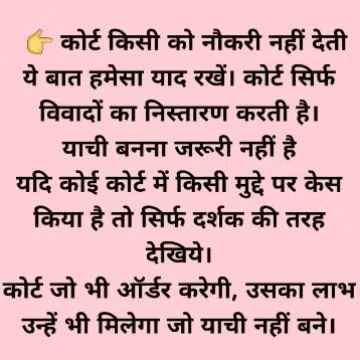 👉 कोर्ट किसी को नौकरी नहीं देती
ये बात हमेसा याद रखें। कोर्ट सिर्फ
विवादों का निस्तारण करती है।
याची बनना जरूरी नहीं है
यदि कोई कोर्ट में किसी मुद्दे पर केस
किया है तो सिर्फ दर्शक की तरह
देखिये।
कोर्ट जो भी ऑर्डर करेगी, उसका लाभ
उन्हें भी मिलेगा जो याची नहीं बने।